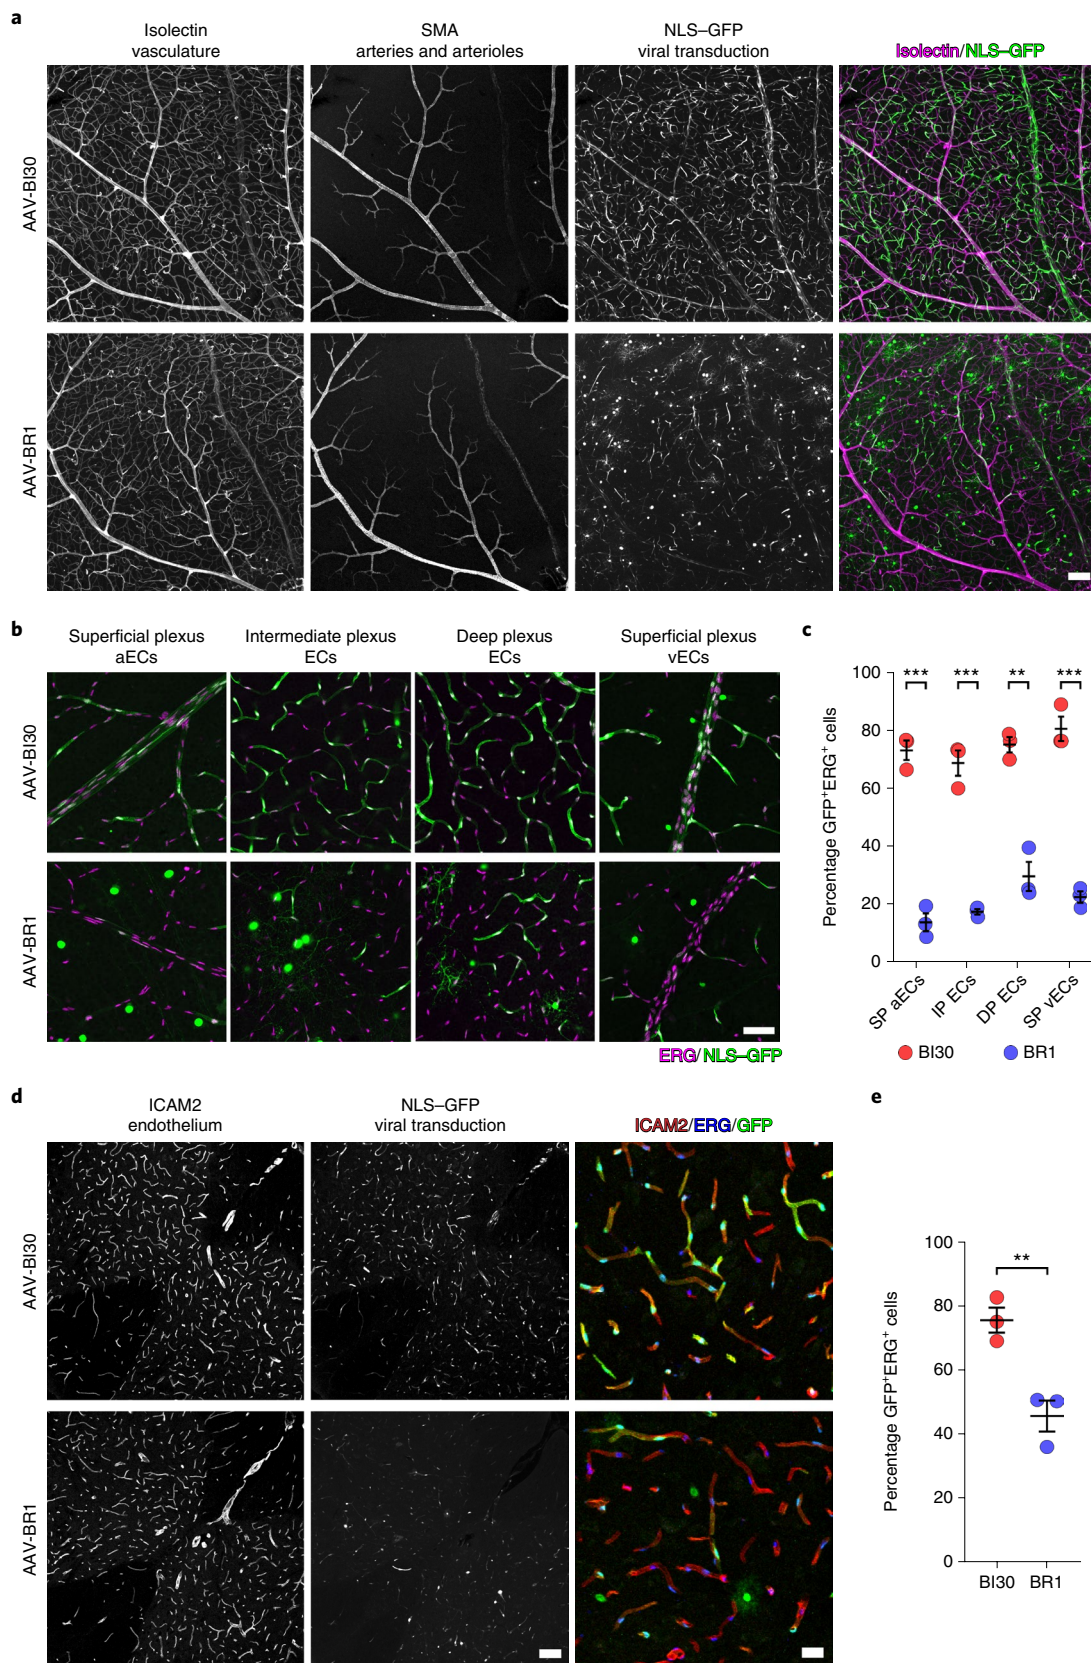 a
Isolectin
vasculature
SMA
arteries and arterioles
NLS–GFP
viral transduction
Isolectin/NLS–GFP
AAV-BI30
AAV-BR1
b
Superficial plexus
aECs
Intermediate plexus
ECs
Deep plexus
ECs
Superficial plexus
vECs
AAV-BI30
AAV-BR1
ERG/NLS–GFP
c
Percentage GFP⁺ERG⁺ cells
100
80
60
40
20
0
***
***
**
***
SP aECs
IP ECs
DP ECs
SP vECs
BI30
BR1
d
ICAM2
endothelium
NLS–GFP
viral transduction
ICAM2/ERG/GFP
AAV-BI30
AAV-BR1
e
Percentage GFP⁺ERG⁺ cells
100
80
60
40
20
0
**
BI30
BR1